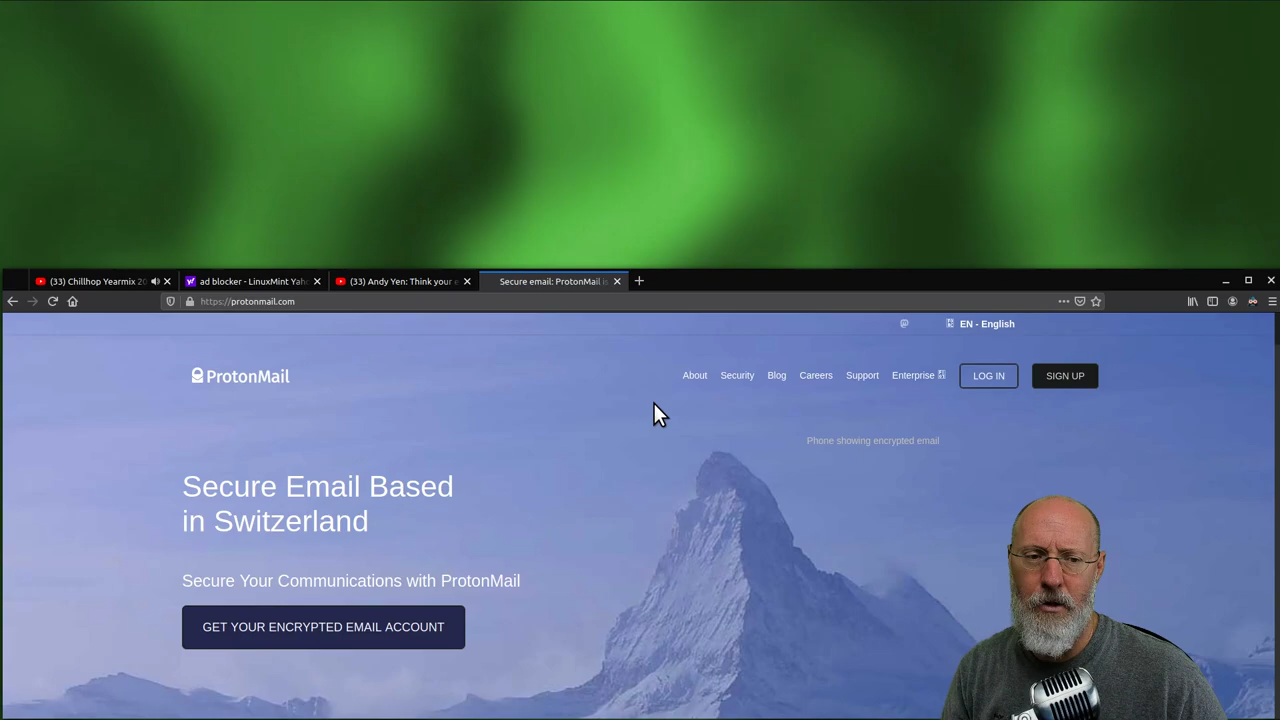 (33) Chillhop Yearmix 20
ad blocker - LinuxMint Yah
(33) Andy Yen: Think your e
Secure email: ProtonMail is
https://protonmail.com
EN - English
ProtonMail
About
Security
Blog
Careers
Support
Enterprise
LOG IN
SIGN UP
Phone showing encrypted email
Secure Email Based
in Switzerland
Secure Your Communications with ProtonMail
GET YOUR ENCRYPTED EMAIL ACCOUNT